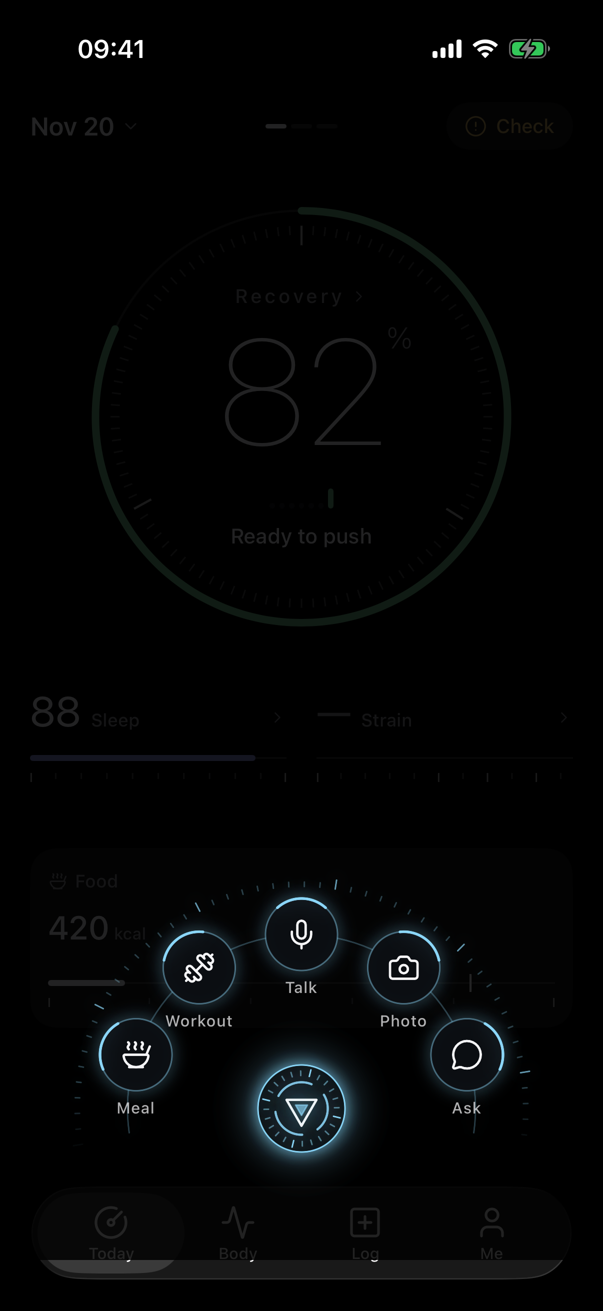 09:41
Nov 20
Check
Recovery
82%
Ready to push
88 Sleep
— Strain
Food
420 kcal
Talk
Workout
Photo
Meal
Ask
Today
Body
Log
Me